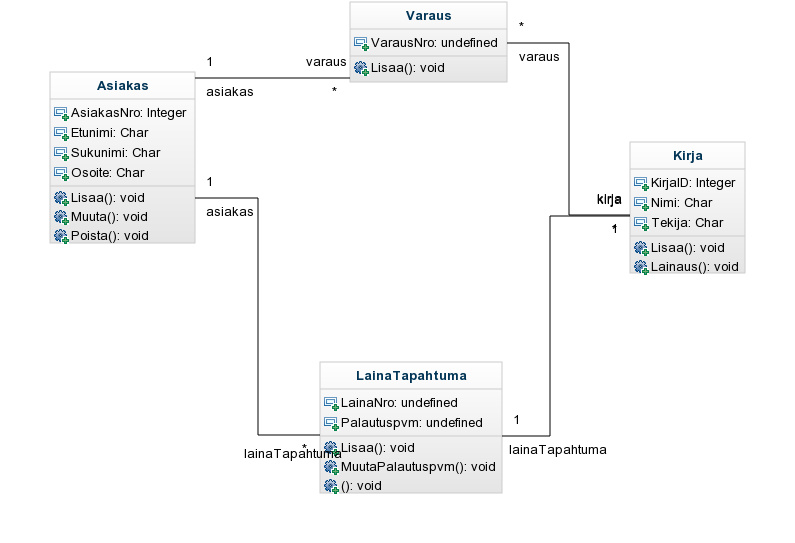 Varaus
VarausNro: undefined
Lisaa(): void
1
varaus
asiakas
*
*
varaus
Asiakas
AsiakasNro: Integer
Etunimi: Char
Sukunimi: Char
Osoite: Char
Lisaa(): void
Muuta(): void
Poista(): void
1
asiakas
Kirja
KirjaID: Integer
Nimi: Char
Tekija: Char
Lisaa(): void
Lainaus(): void
kirja
kirja
*
1
LainaTapahtuma
LainaNro: undefined
Palautuspvm: undefined
Lisaa(): void
MuutaPalautuspvm(): void
(): void
*
lainaTapahtuma
1
lainaTapahtuma